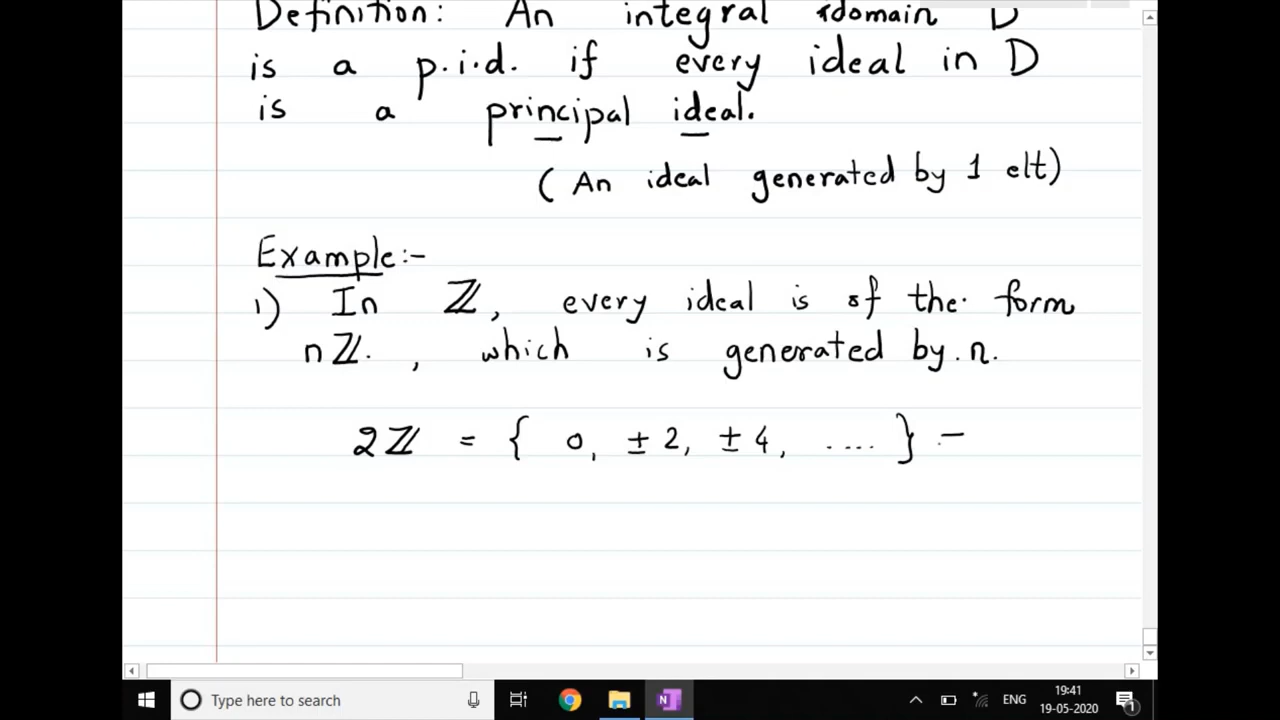 Definition: An integral domain D
is a p.i.d. if every ideal in D
is a principal ideal.
(An ideal generated by 1 elt)
Example:-
1) In ℤ, every ideal is of the form
nℤ. , which is generated by n.
2ℤ = { 0, ±2, ±4, .... } =
Type here to search
ENG
19:41
19-05-2020
1